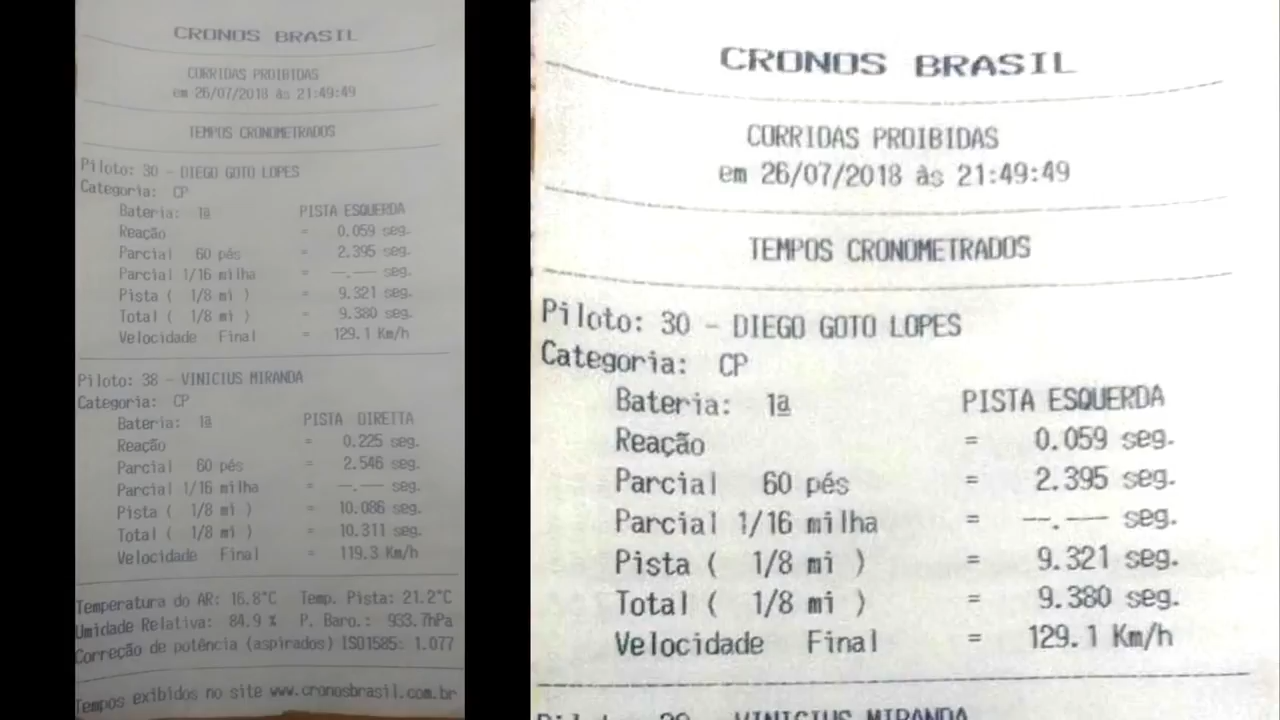 CRONOS BRASIL
CORRIDAS PROIBIDAS
em 26/07/2018 às 21:49:49
TEMPOS CRONOMETRADOS
Piloto: 30 - DIEGO GOTO LOPES
Categoria: CP
Bateria: 1ª PISTA ESQUERDA
Reação = 0.059 seg.
Parcial 60 pés = 2.395 seg.
Parcial 1/16 milha = --.--- seg.
Pista ( 1/8 mi ) = 9.321 seg.
Total ( 1/8 mi ) = 9.380 seg.
Velocidade Final = 129.1 Km/h
Piloto: 38 - VINICIUS MIRANDA
Categoria: CP
Bateria: 1ª PISTA DIRETTA
Reação = 0.225 seg.
Parcial 60 pés = 2.546 seg.
Parcial 1/16 milha = --.--- seg.
Pista ( 1/8 mi ) = 10.086 seg.
Total ( 1/8 mi ) = 10.311 seg.
Velocidade Final = 119.3 Km/h
Temperatura do AR: 16.8°C Temp. Pista: 21.2°C
Umidade Relativa: 84.9 % P. Baro.: 933.7hPa
Correção de potência (aspirados) ISO1585: 1.077
Tempos exibidos no site www.cronosbrasil.com.br
CRONOS BRASIL
CORRIDAS PROIBIDAS
em 26/07/2018 às 21:49:49
TEMPOS CRONOMETRADOS
Piloto: 30 - DIEGO GOTO LOPES
Categoria: CP
Bateria: 1ª PISTA ESQUERDA
Reação = 0.059 seg.
Parcial 60 pés = 2.395 seg.
Parcial 1/16 milha = --.--- seg.
Pista ( 1/8 mi ) = 9.321 seg.
Total ( 1/8 mi ) = 9.380 seg.
Velocidade Final = 129.1 Km/h
VINICIUS MIRANDA